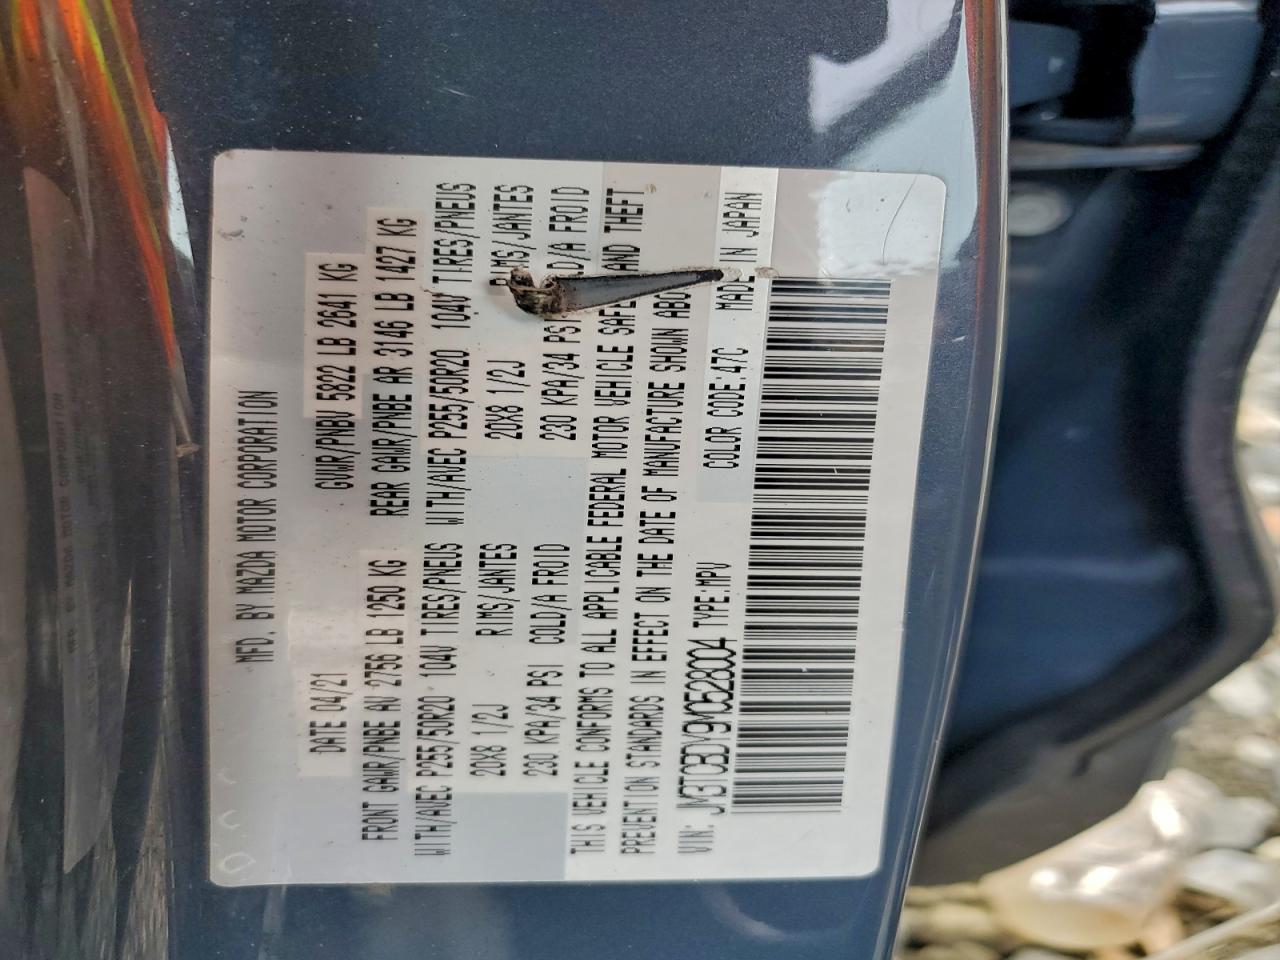 MFD. BY MAZDA MOTOR CORPORATION
DATE 04/21 GWR/PNBV 5822 LB 2641 KG
FRONT GAWR/PNBE AV 2756 LB 1250 KG REAR GAWR/PNBE AR 3146 LB 1427 KG
WITH/AVEC P255/50R20 104V TIRES/PNEUS WITH/AVEC P255/50R20 104V TIRES/PNEUS
20X8 1/2J RIMS/JANTES 20X8 1/2J RIMS/JANTES
230 KPA/34 PSI COLD/A FROID 230 KPA/34 PSI COLD/A FROID
THIS VEHICLE CONFORMS TO ALL APPLICABLE FEDERAL MOTOR VEHICLE SAFE AND THEFT
PREVENTION STANDARDS IN EFFECT ON THE DATE OF MANUFACTURE SHOWN ABO
VIN: JM3TCBDY9M0528004 TYPE:MPV COLOR CODE:47C MADE IN JAPAN